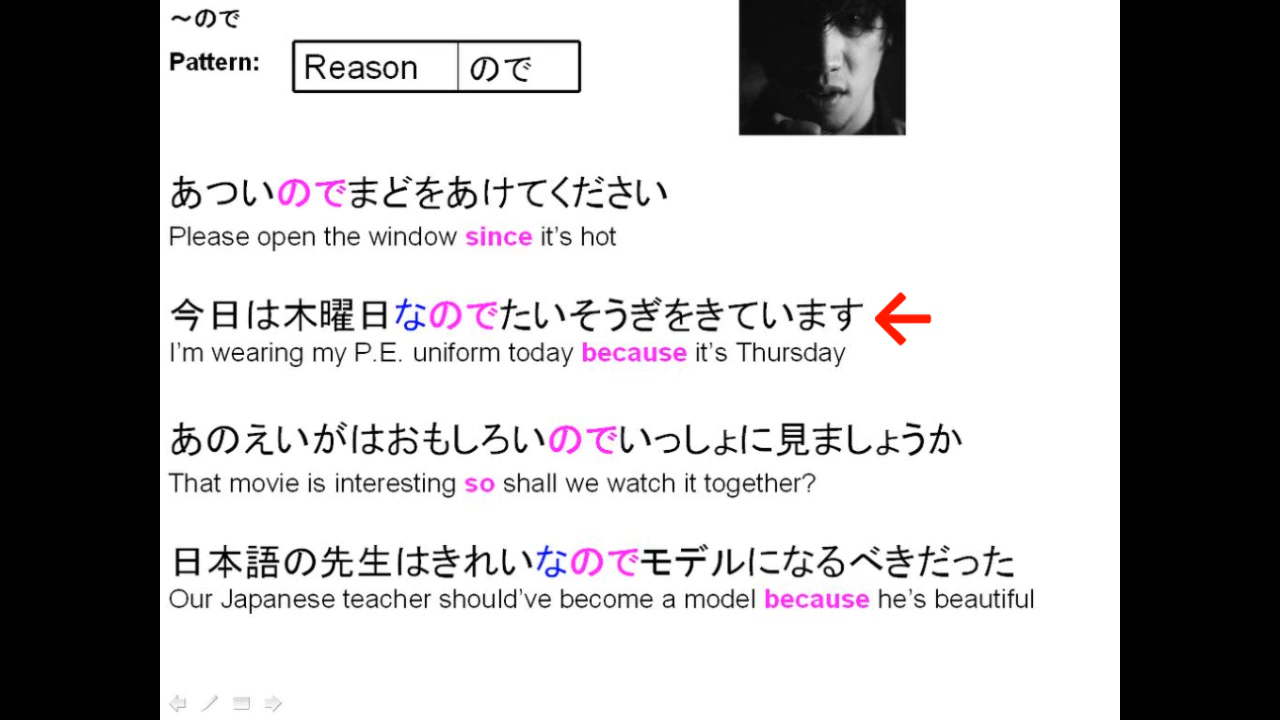 ～ので
Pattern: Reason ので
あついのでまどをあけてください
Please open the window since it's hot
今日は木曜日なのでたいそうぎをきています
I'm wearing my P.E. uniform today because it's Thursday
あのえいがはおもしろいのでいっしょに見ましょうか
That movie is interesting so shall we watch it together?
日本語の先生はきれいなのでモデルになるべきだった
Our Japanese teacher should've become a model because he's beautiful